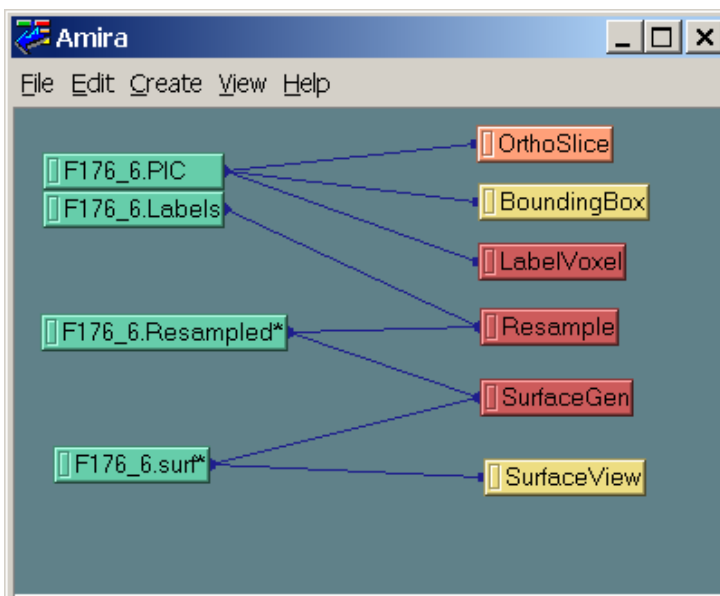 Amira
File Edit Create View Help
F176_6.PIC
F176_6.Labels
F176_6.Resampled*
F176_6.surf*
OrthoSlice
BoundingBox
LabelVoxel
Resample
SurfaceGen
SurfaceView